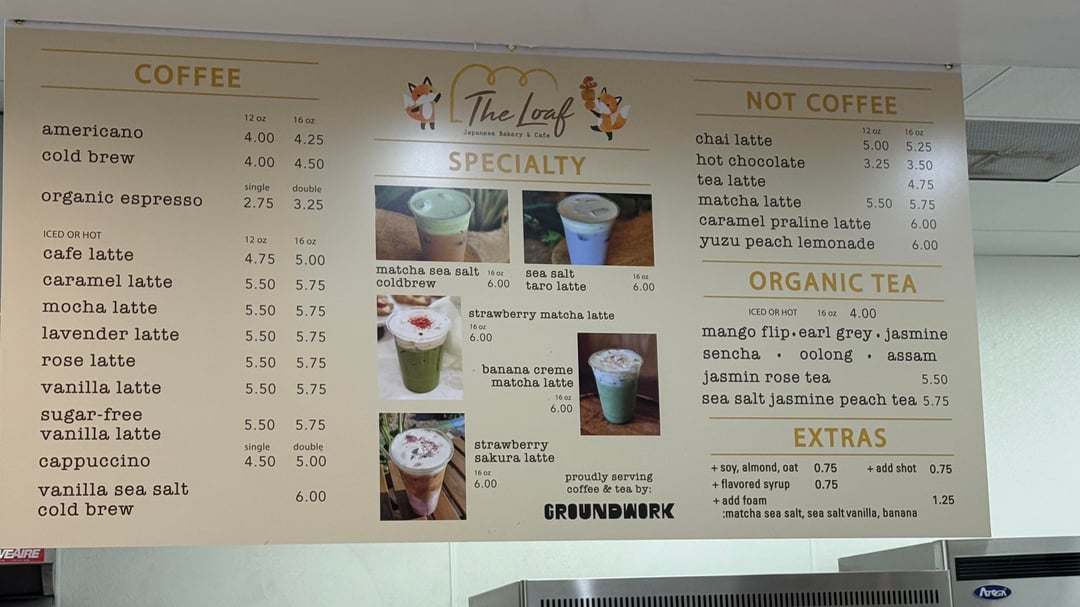 COFFEE
12 oz 16 oz
americano 4.00 4.25
cold brew 4.00 4.50
single double
organic espresso 2.75 3.25
ICED OR HOT
12 oz 16 oz
cafe latte 4.75 5.00
caramel latte 5.50 5.75
mocha latte 5.50 5.75
lavender latte 5.50 5.75
rose latte 5.50 5.75
vanilla latte 5.50 5.75
sugar-free
vanilla latte 5.50 5.75
single double
cappuccino 4.50 5.00
vanilla sea salt
cold brew 6.00
The Loaf
Japanese Bakery & Cafe
SPECIALTY
matcha sea salt 16 oz
coldbrew 6.00
sea salt 16 oz
taro latte 6.00
strawberry matcha latte
16 oz
6.00
banana creme
matcha latte
16 oz
6.00
strawberry
sakura latte
16 oz
6.00
proudly serving
coffee & tea by:
GROUNDWORK
NOT COFFEE
12 oz 16 oz
chai latte 5.00 5.25
hot chocolate 3.25 3.50
tea latte 4.75
matcha latte 5.50 5.75
caramel praline latte 6.00
yuzu peach lemonade 6.00
ORGANIC TEA
ICED OR HOT 16 oz 4.00
mango flip • earl grey • jasmine
sencha • oolong • assam
jasmin rose tea 5.50
sea salt jasmine peach tea 5.75
EXTRAS
+ soy, almond, oat 0.75 + add shot 0.75
+ flavored syrup 0.75
+ add foam 1.25
:matcha sea salt, sea salt vanilla, banana
VEAIRE
Atosa